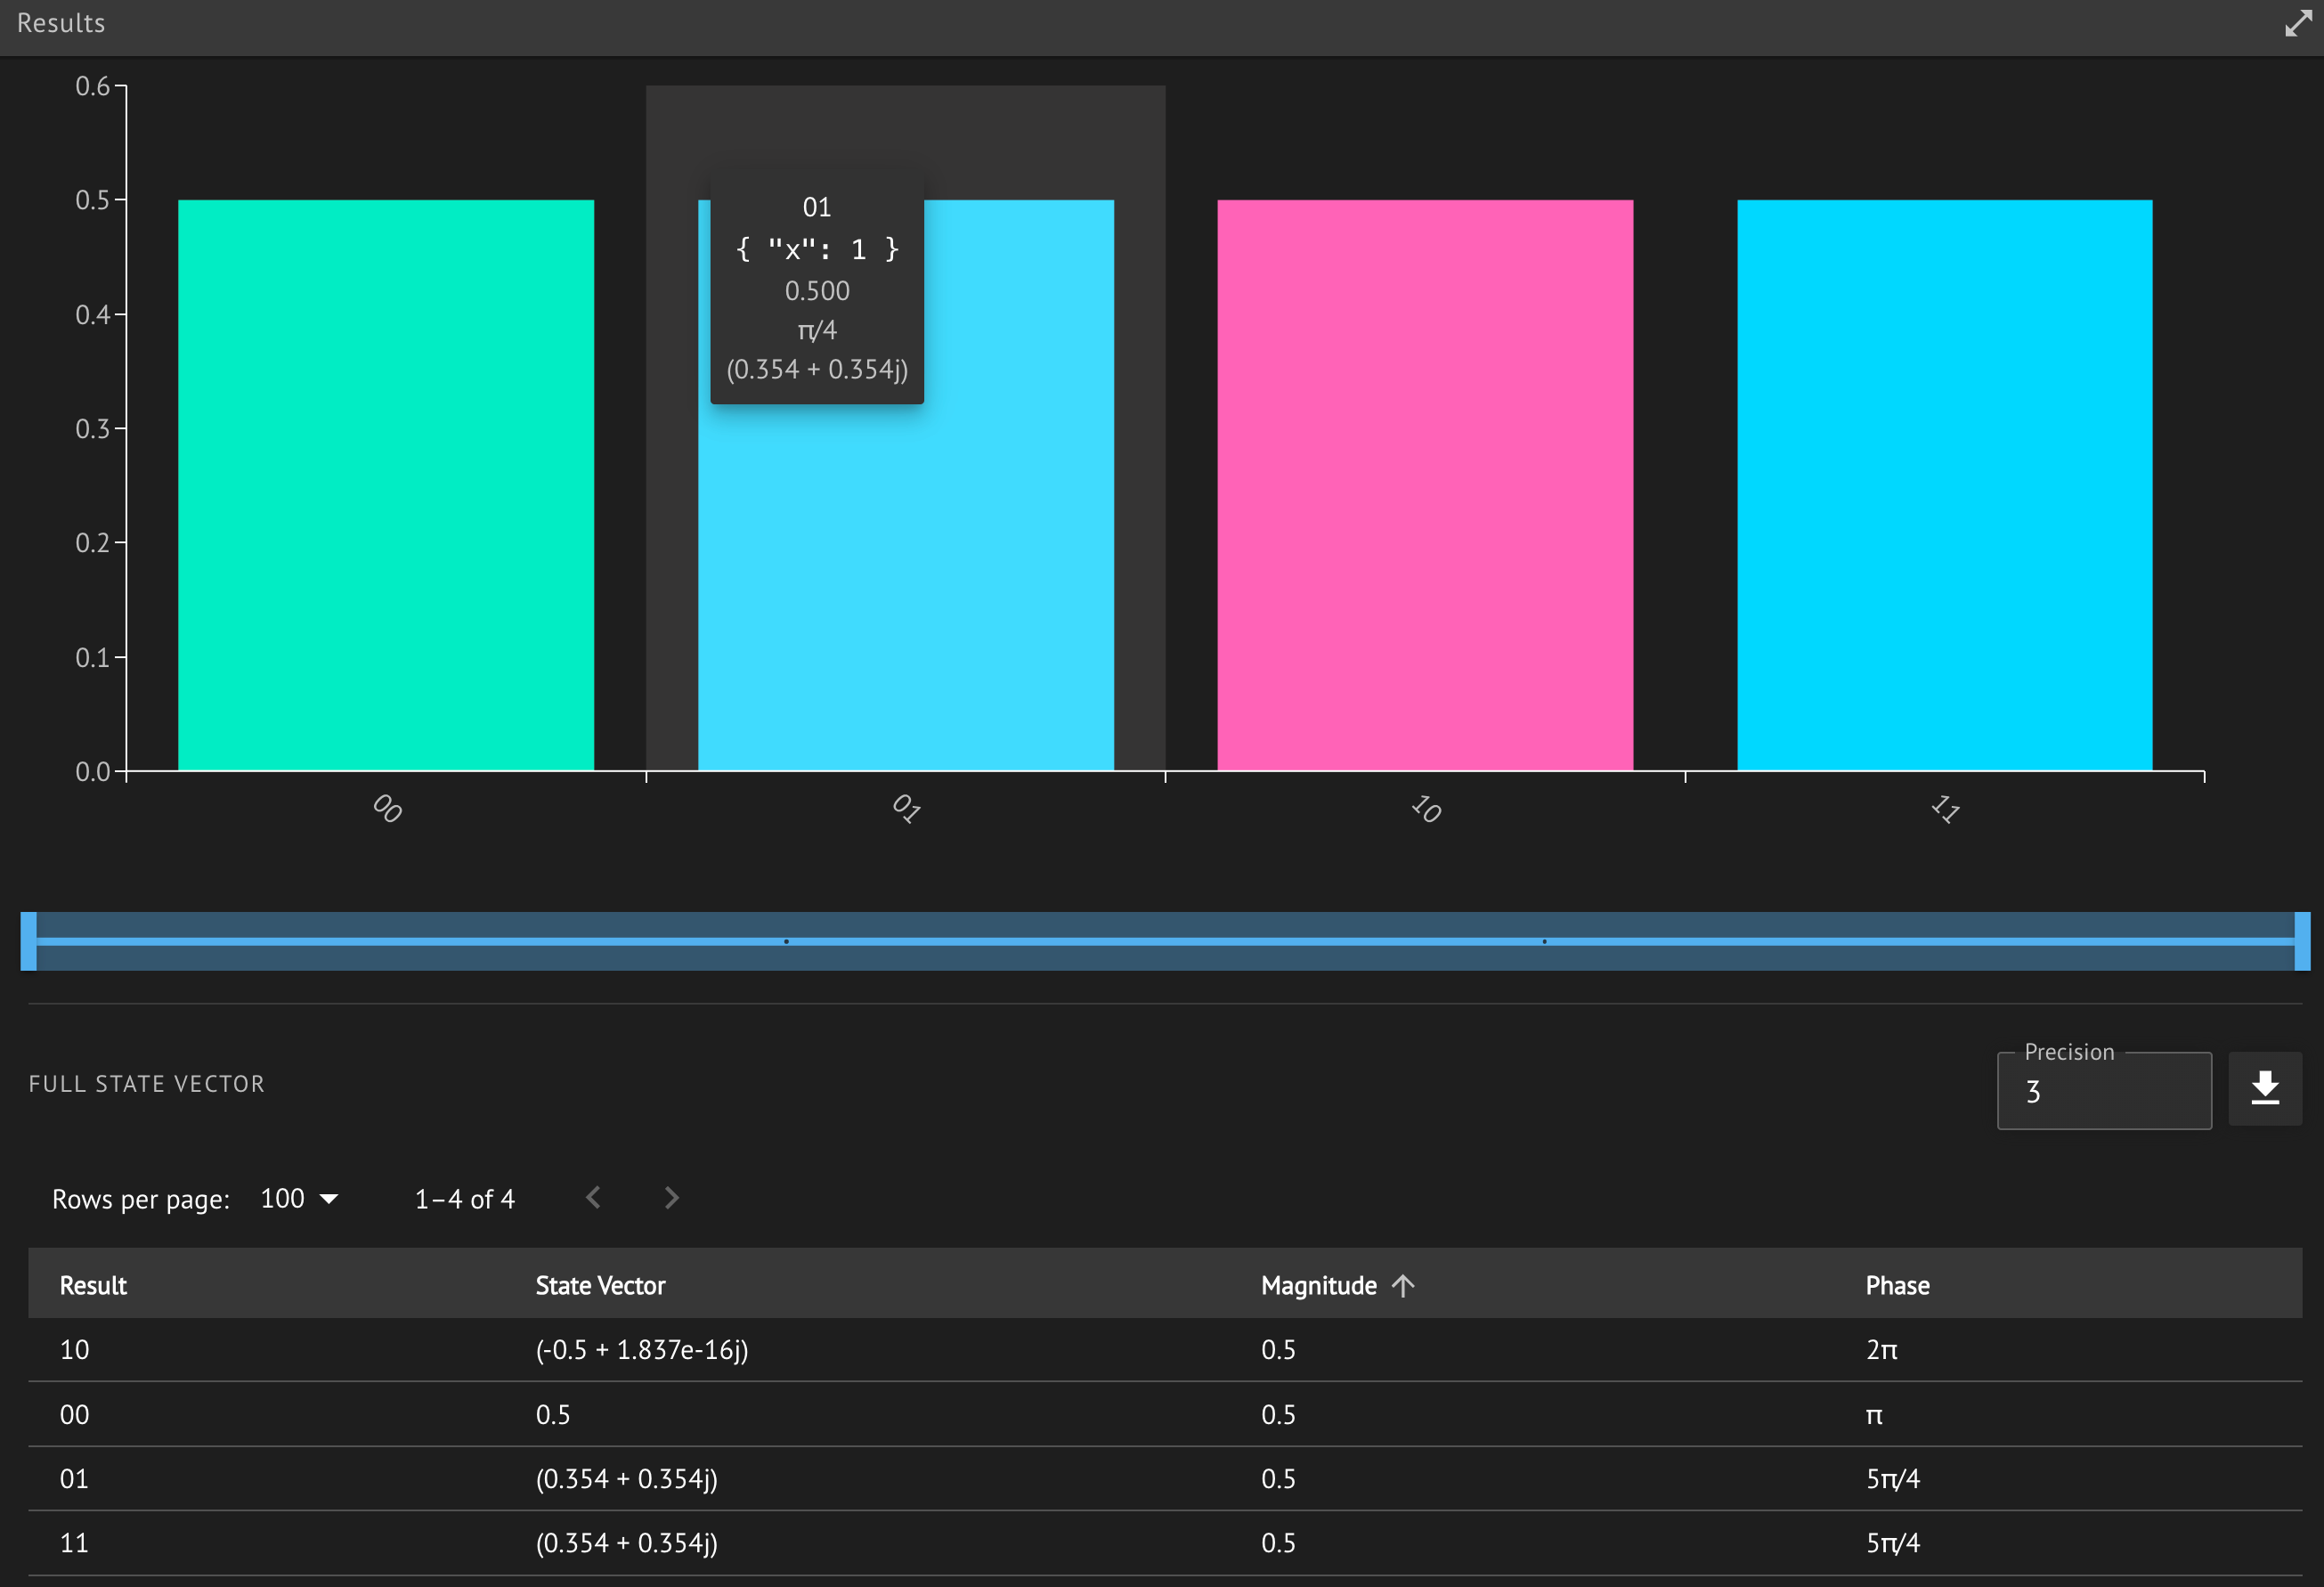 Results
0.6
0.5
0.4
0.3
0.2
0.1
0.0
01
{ "x": 1 }
0.500
π/4
(0.354 + 0.354j)
00 01 10 11
FULL STATE VECTOR
Precision
3
Rows per page: 100 1–4 of 4
Result State Vector Magnitude Phase
10 (-0.5 + 1.837e-16j) 0.5 2π
00 0.5 0.5 π
01 (0.354 + 0.354j) 0.5 5π/4
11 (0.354 + 0.354j) 0.5 5π/4